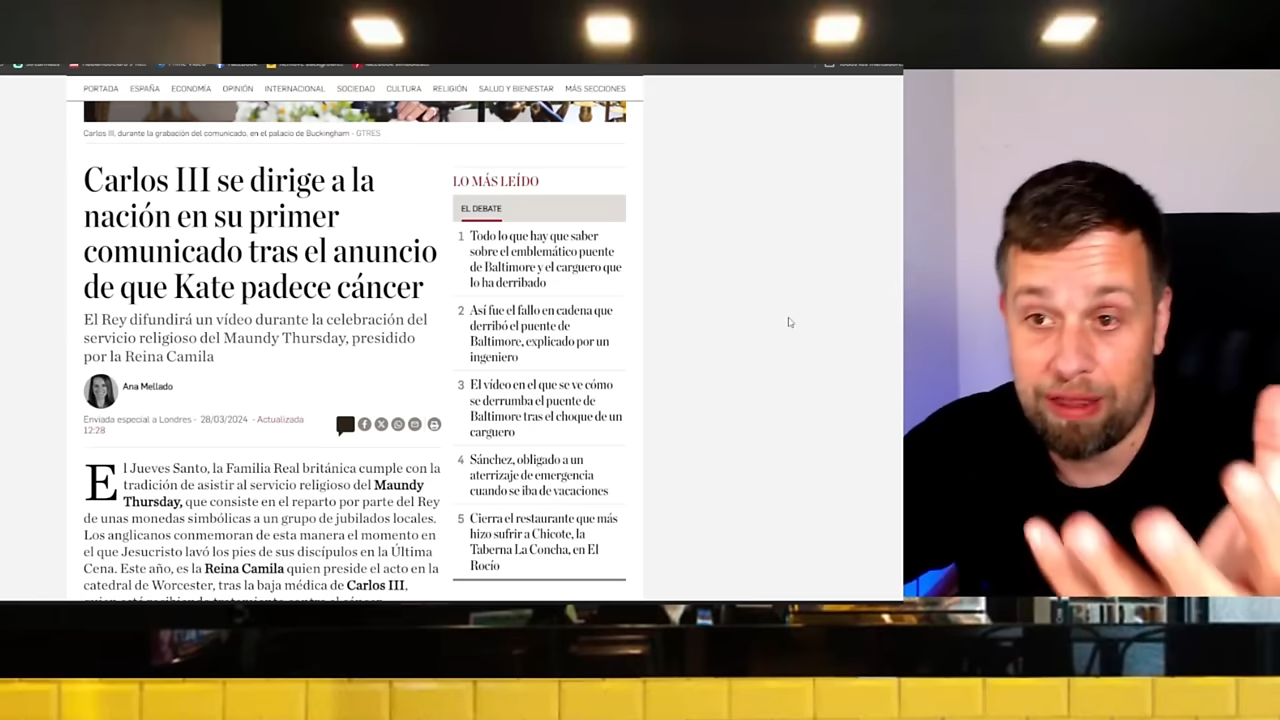 PORTADA ESPAÑA ECONOMÍA OPINIÓN INTERNACIONAL SOCIEDAD CULTURA RELIGIÓN SALUD Y BIENESTAR MÁS SECCIONES
Carlos III, durante la grabación del comunicado, en el palacio de Buckingham - GTRES
Carlos III se dirige a la
nación en su primer
comunicado tras el anuncio
de que Kate padece cáncer
El Rey difundirá un vídeo durante la celebración del
servicio religioso del Maundy Thursday, presidido
por la Reina Camila
Ana Mellado
Enviada especial a Londres - 28/03/2024 - Actualizada
12:28
El Jueves Santo, la Familia Real británica cumple con la
tradición de asistir al servicio religioso del Maundy
Thursday, que consiste en el reparto por parte del Rey
de unas monedas simbólicas a un grupo de jubilados locales.
Los anglicanos conmemoran de esta manera el momento en
el que Jesucristo lavó los pies de sus discípulos en la Última
Cena. Este año, es la Reina Camila quien preside el acto en la
catedral de Worcester, tras la baja médica de Carlos III,
LO MÁS LEÍDO
EL DEBATE
1 Todo lo que hay que saber
sobre el emblemático puente
de Baltimore y el carguero que
lo ha derribado
2 Así fue el fallo en cadena que
derribó el puente de
Baltimore, explicado por un
ingeniero
3 El vídeo en el que se ve cómo
se derrumba el puente de
Baltimore tras el choque de un
carguero
4 Sánchez, obligado a un
aterrizaje de emergencia
cuando se iba de vacaciones
5 Cierra el restaurante que más
hizo sufrir a Chicote, la
Taberna La Concha, en El
Rocío